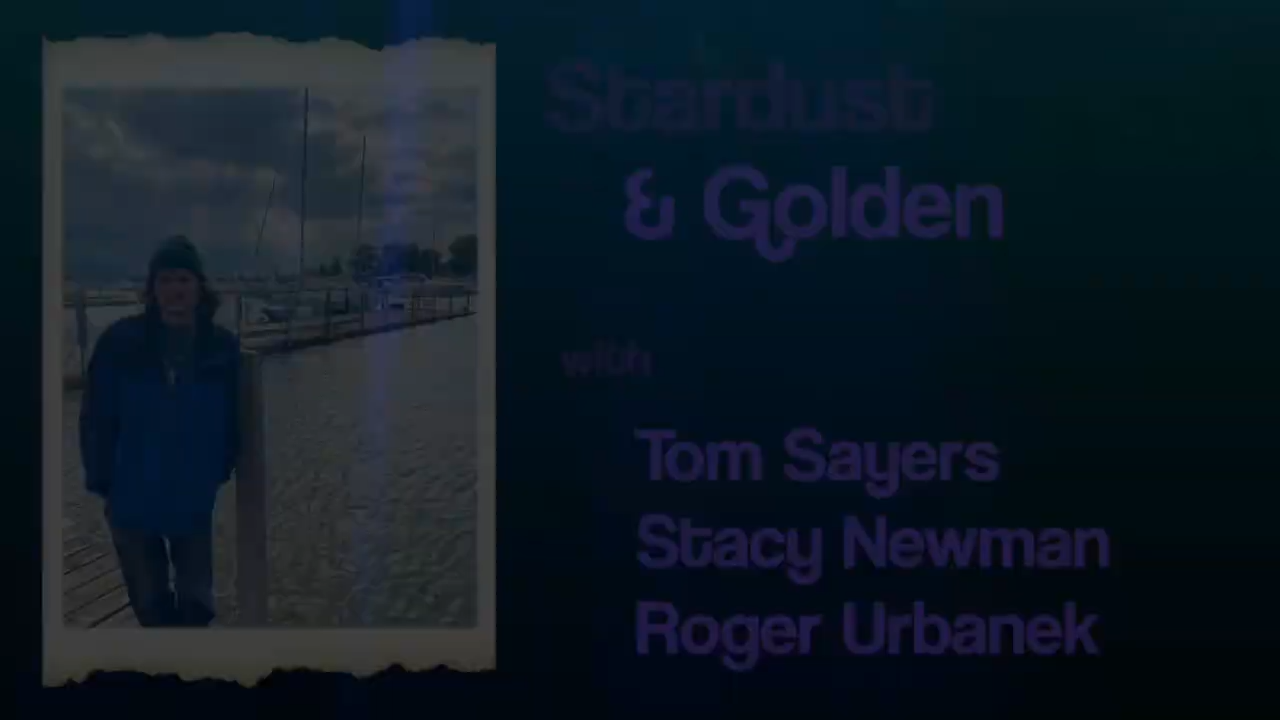 Stardust
& Golden
with
Tom Sayers
Stacy Newman
Roger Urbanek